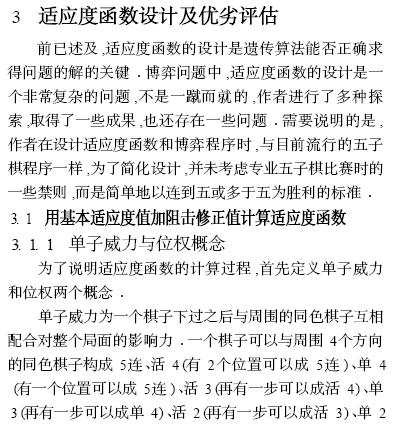 3 适应度函数设计及优劣评估
前已述及,适应度函数的设计是遗传算法能否正确求
得问题的解的关键．博弈问题中,适应度函数的设计是一
个非常复杂的问题,不是一蹴而就的,作者进行了多种探
索,取得了一些成果,也还存在一些问题．需要说明的是,
作者在设计适应度函数和博弈程序时,与目前流行的五子
棋程序一样,为了简化设计,并未考虑专业五子棋比赛时的
一些禁则,而是简单地以连到五或多于五为胜利的标准．
3. 1 用基本适应度值加阻击修正值计算适应度函数
3. 1. 1 单子威力与位权概念
为了说明适应度函数的计算过程,首先定义单子威力
和位权两个概念．
单子威力为一个棋子下过之后与周围的同色棋子互相
配合对整个局面的影响力．一个棋子可以与周围 4个方向
的同色棋子构成 5连、活 4(有 2个位置可以成 5连)、单 4
(有一个位置可以成 5连)、活 3(再有一步可以成活 4)、单
3(再有一步可以成单 4)、活 2(再有一步可以成活 3)、单 2